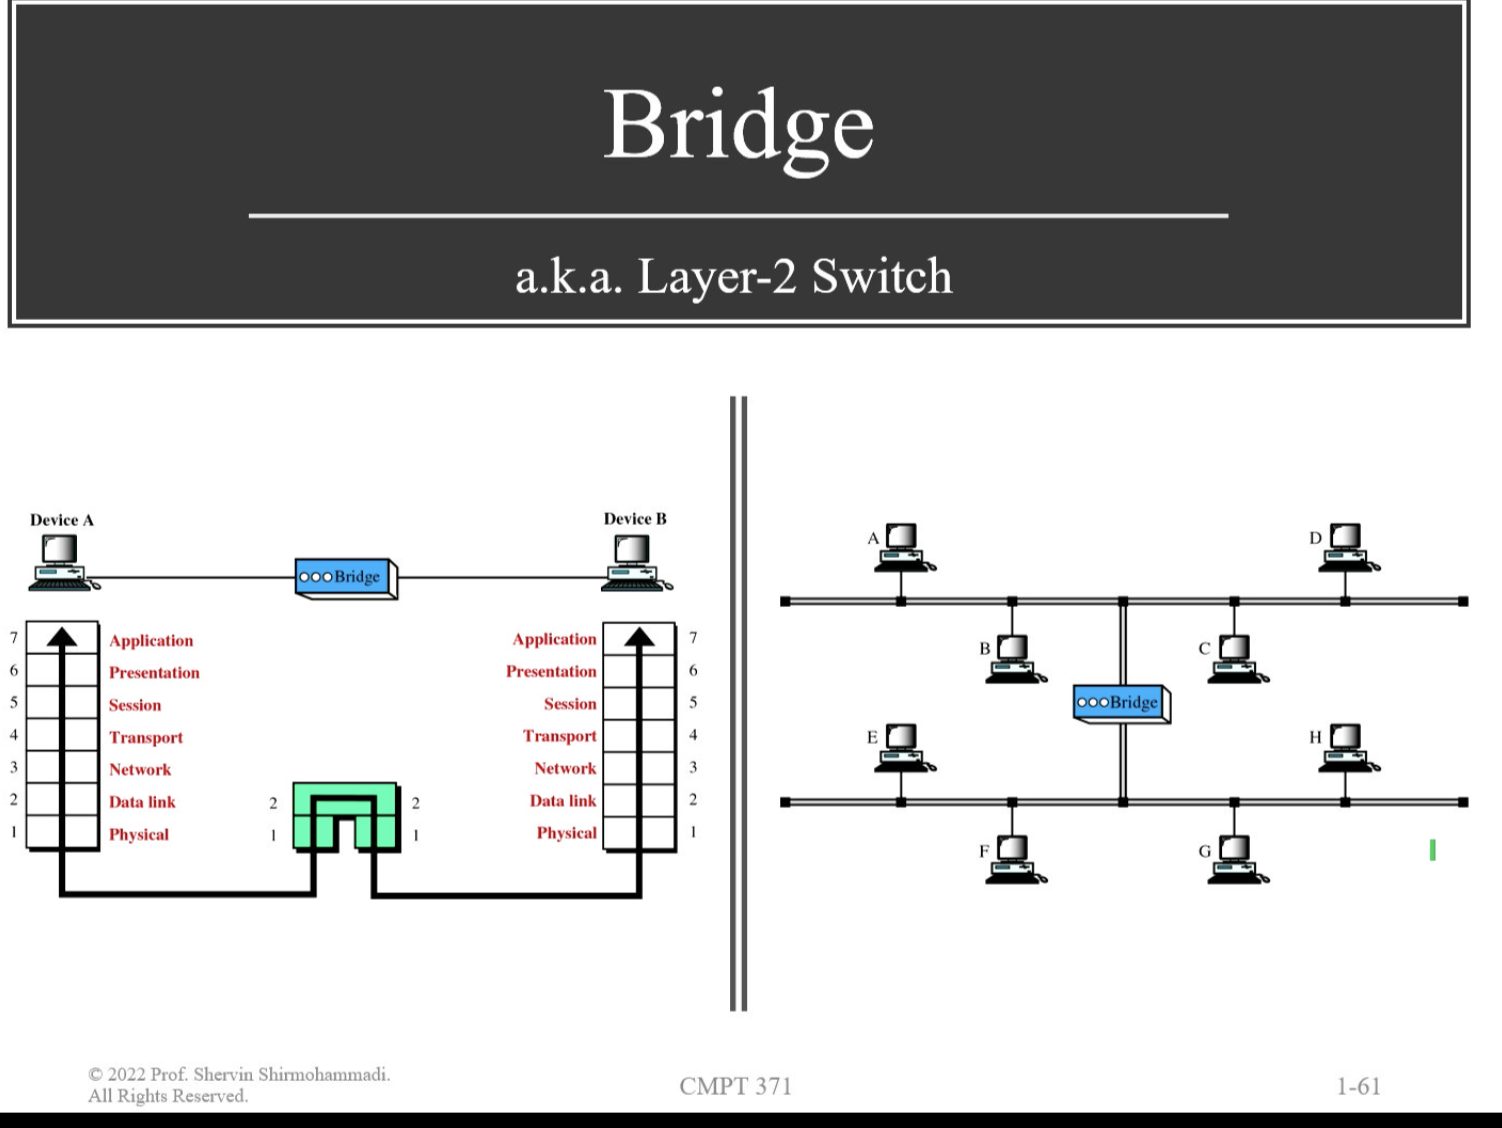 Bridge
a.k.a. Layer-2 Switch
Device A
Device B
Bridge
7 Application
6 Presentation
5 Session
4 Transport
3 Network
2 Data link
1 Physical
2 2
1 1
Application 7
Presentation 6
Session 5
Transport 4
Network 3
Data link 2
Physical 1
A
D
B
C
Bridge
E
H
F
G
© 2022 Prof. Shervin Shirmohammadi.
All Rights Reserved.
CMPT 371
1-61